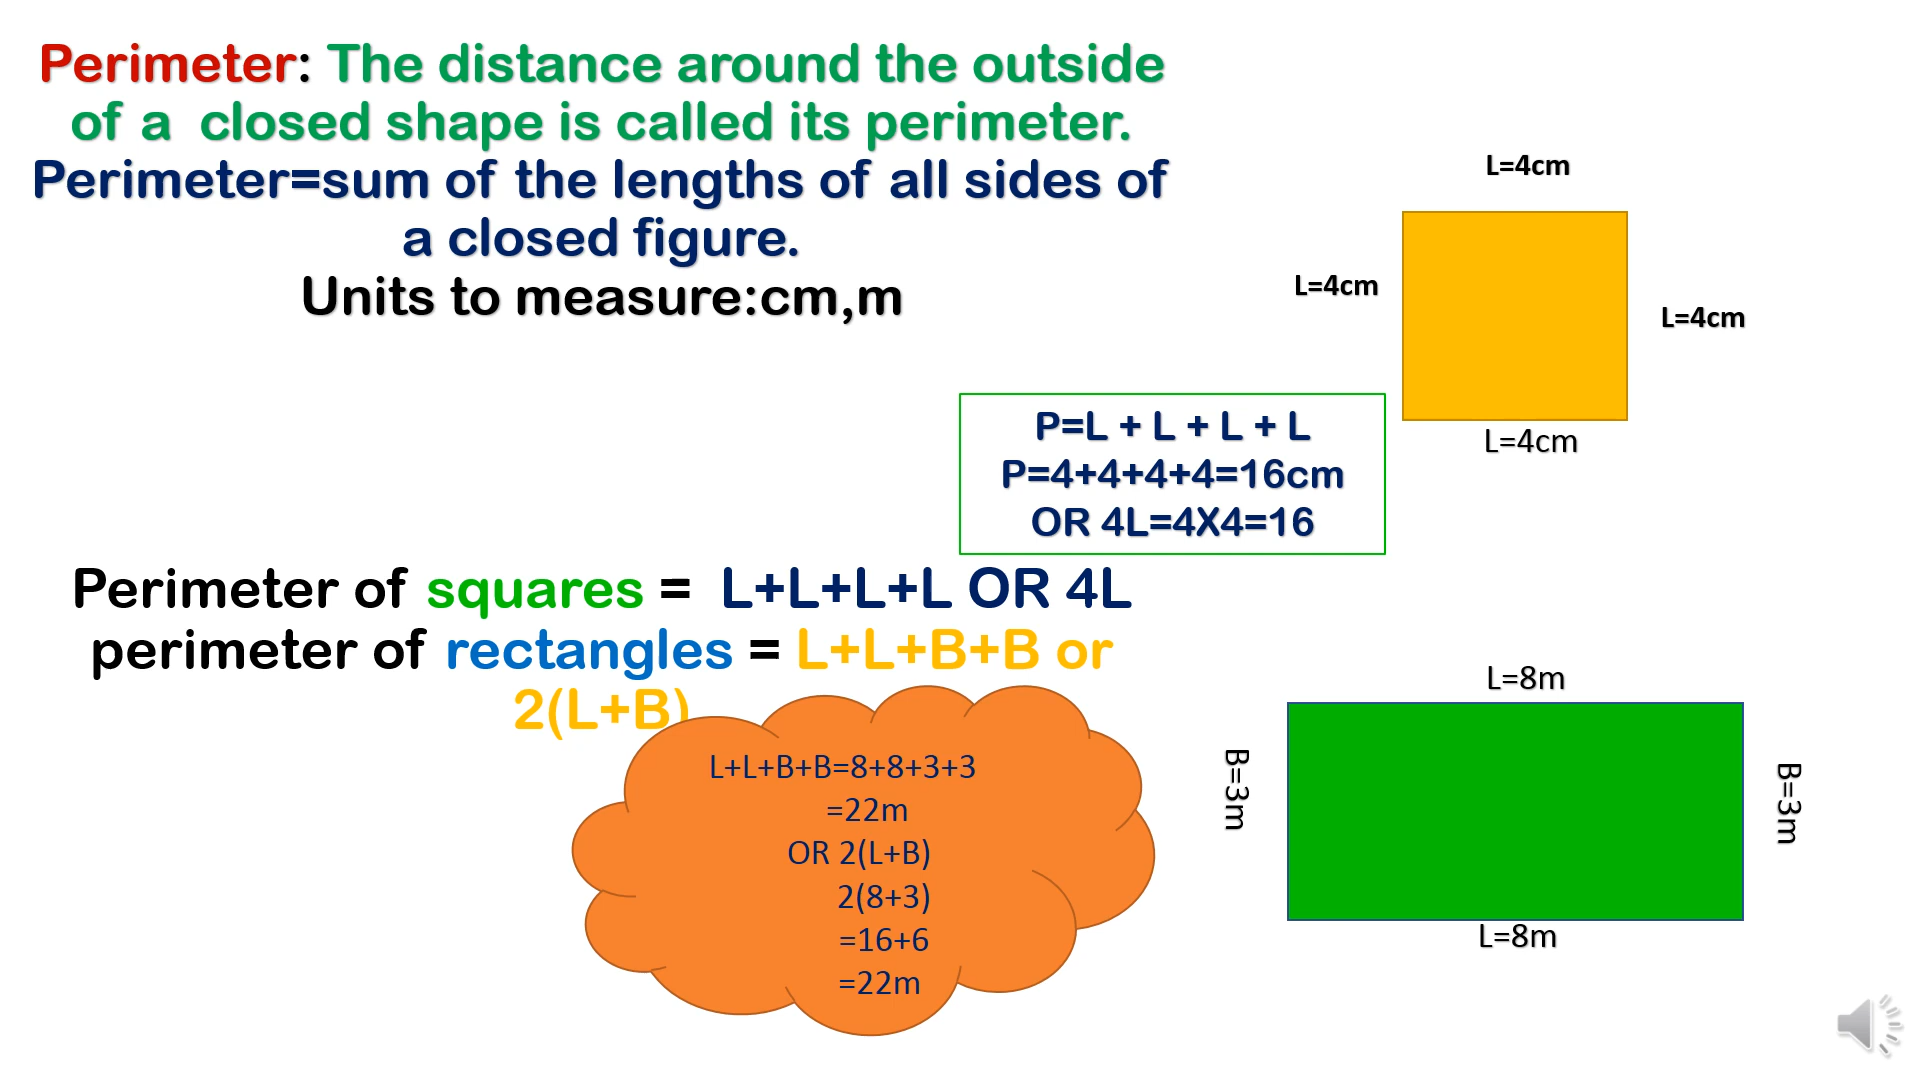 Perimeter: The distance around the outside
of a closed shape is called its perimeter.
Perimeter=sum of the lengths of all sides of
a closed figure.
Units to measure:cm,m
L=4cm
L=4cm
L=4cm
L=4cm
P=L + L + L + L
P=4+4+4+4=16cm
OR 4L=4X4=16
Perimeter of squares = L+L+L+L OR 4L
perimeter of rectangles = L+L+B+B or
2(L+B)
L+L+B+B=8+8+3+3
=22m
OR 2(L+B)
2(8+3)
=16+6
=22m
L=8m
B=3m
B=3m
L=8m